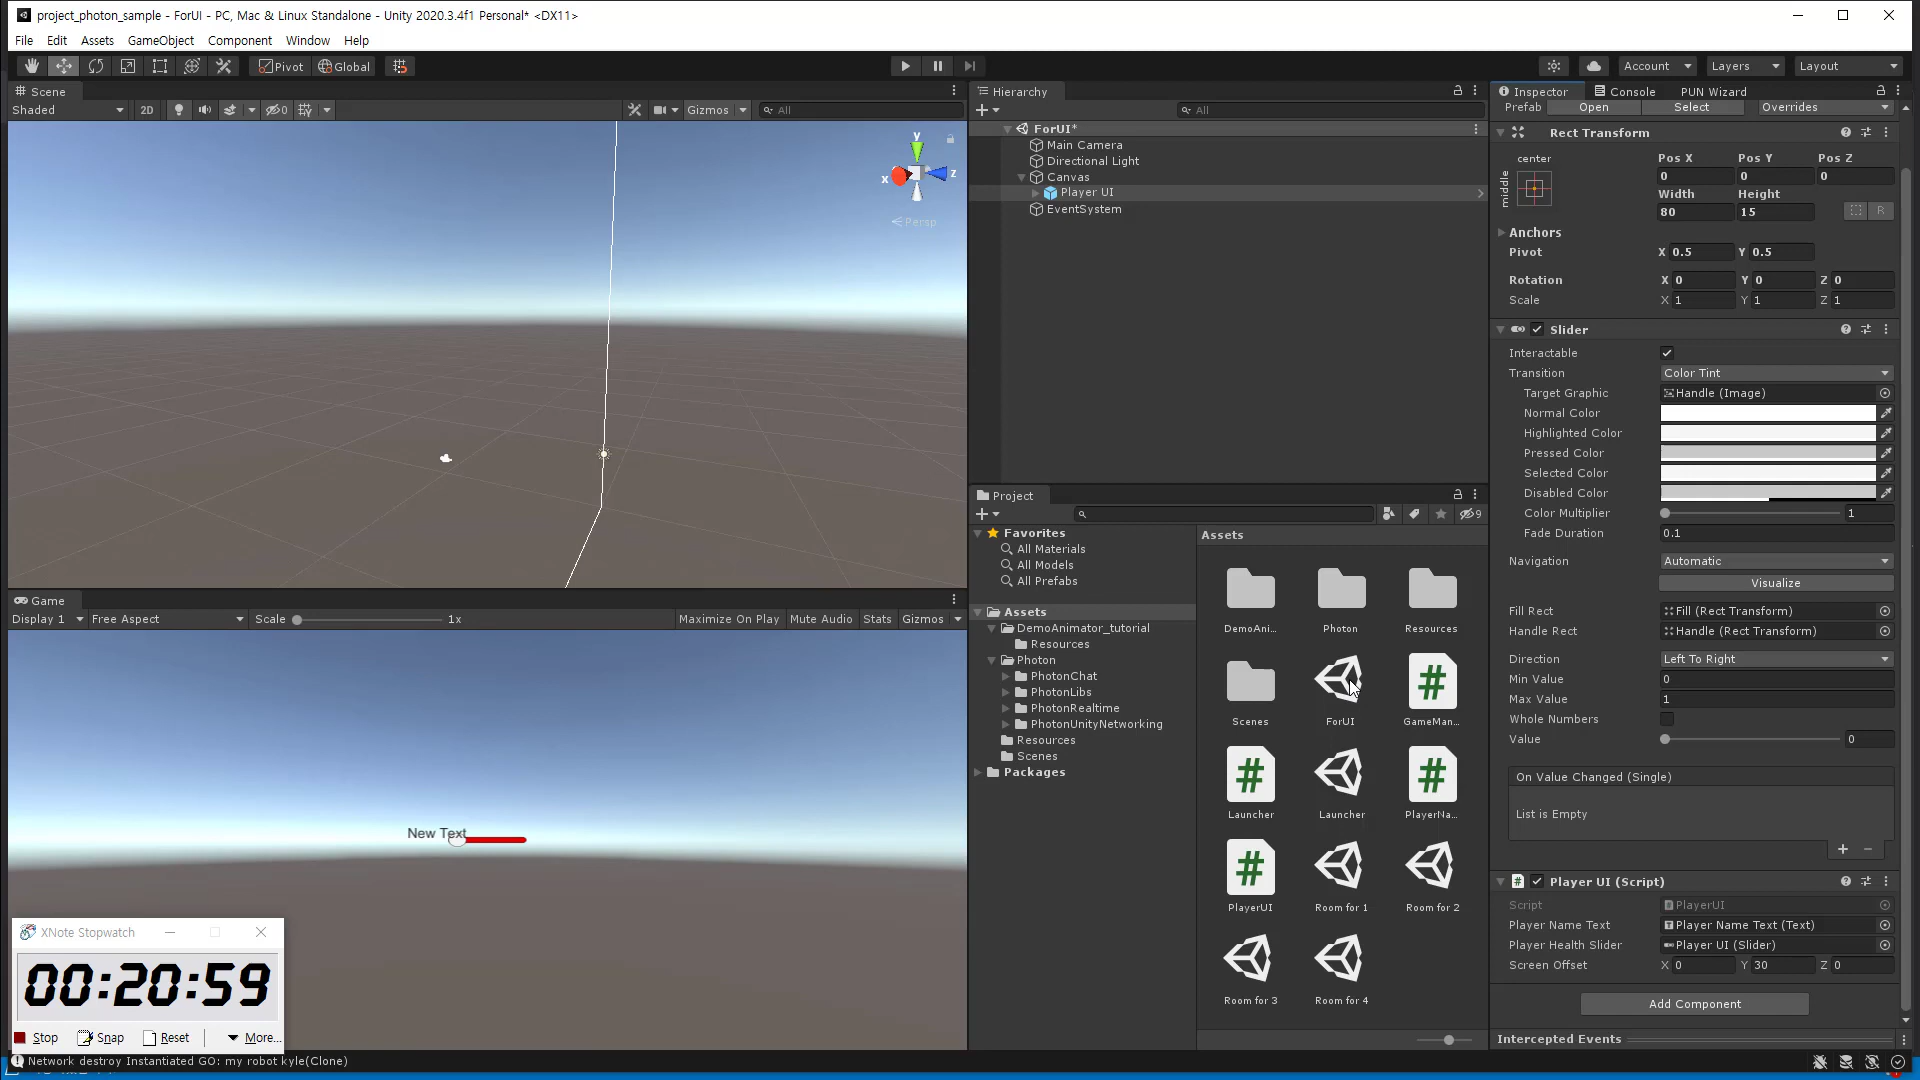 project_photon_sample - ForUI - PC, Mac & Linux Standalone - Unity 2020.3.4f1 Personal* <DX11>
File Edit Assets GameObject Component Window Help
Pivot Global Account Layers Layout
Scene
Shaded 2D 0 Gizmos All
y
x z
Persp
Game
Display 1 Free Aspect Scale 1x Maximize On Play Mute Audio Stats Gizmos
New Text
XNote Stopwatch
00:20:59
Stop Snap Reset More...
Network destroy Instantiated GO: my robot kyle(Clone)
Hierarchy
All
ForUI*
Main Camera
Directional Light
Canvas
Player UI
EventSystem
Project
9
Favorites
All Materials
All Models
All Prefabs
Assets
DemoAnimator_tutorial
Resources
Photon
PhotonChat
PhotonLibs
PhotonRealtime
PhotonUnityNetworking
Resources
Scenes
Packages
Assets
DemoAni... Photon Resources
Scenes ForUI GameMan...
Launcher Launcher PlayerNa...
PlayerUI Room for 1 Room for 2
Room for 3 Room for 4
Inspector Console PUN Wizard
Prefab Open Select Overrides
Rect Transform
center Pos X Pos Y Pos Z
middle 0 0 0
Width Height
80 15 R
Anchors
Pivot X 0.5 Y 0.5
Rotation X 0 Y 0 Z 0
Scale X 1 Y 1 Z 1
Slider
Interactable
Transition Color Tint
Target Graphic Handle (Image)
Normal Color
Highlighted Color
Pressed Color
Selected Color
Disabled Color
Color Multiplier 1
Fade Duration 0.1
Navigation Automatic
Visualize
Fill Rect Fill (Rect Transform)
Handle Rect Handle (Rect Transform)
Direction Left To Right
Min Value 0
Max Value 1
Whole Numbers
Value 0
On Value Changed (Single)
List is Empty
Player UI (Script)
Script PlayerUI
Player Name Text Player Name Text (Text)
Player Health Slider Player UI (Slider)
Screen Offset X 0 Y 30 Z 0
Add Component
Intercepted Events